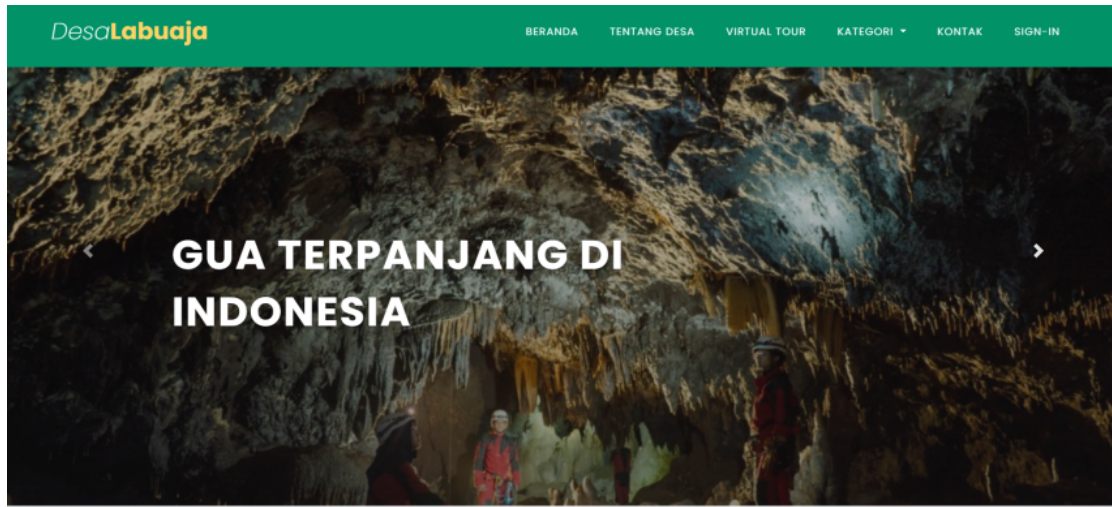 DesaLabuaja
BERANDA TENTANG DESA VIRTUAL TOUR KATEGORI KONTAK SIGN-IN
GUA TERPANJANG DI
INDONESIA